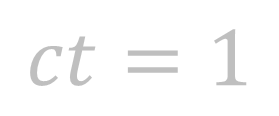 ct = 1